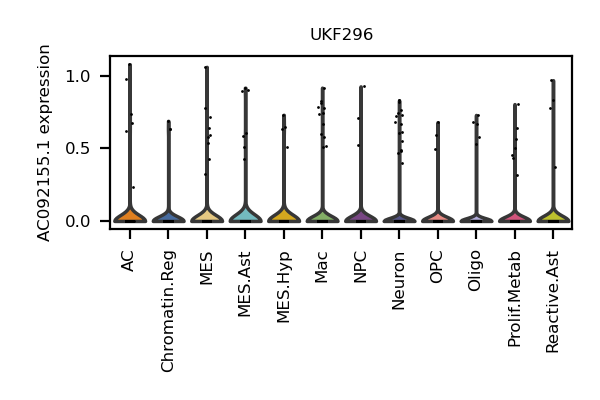 UKF296
AC092155.1 expression
1.0
0.5
0.0
AC
Chromatin.Reg
MES
MES.Ast
MES.Hyp
Mac
NPC
Neuron
OPC
Oligo
Prolif.Metab
Reactive.Ast